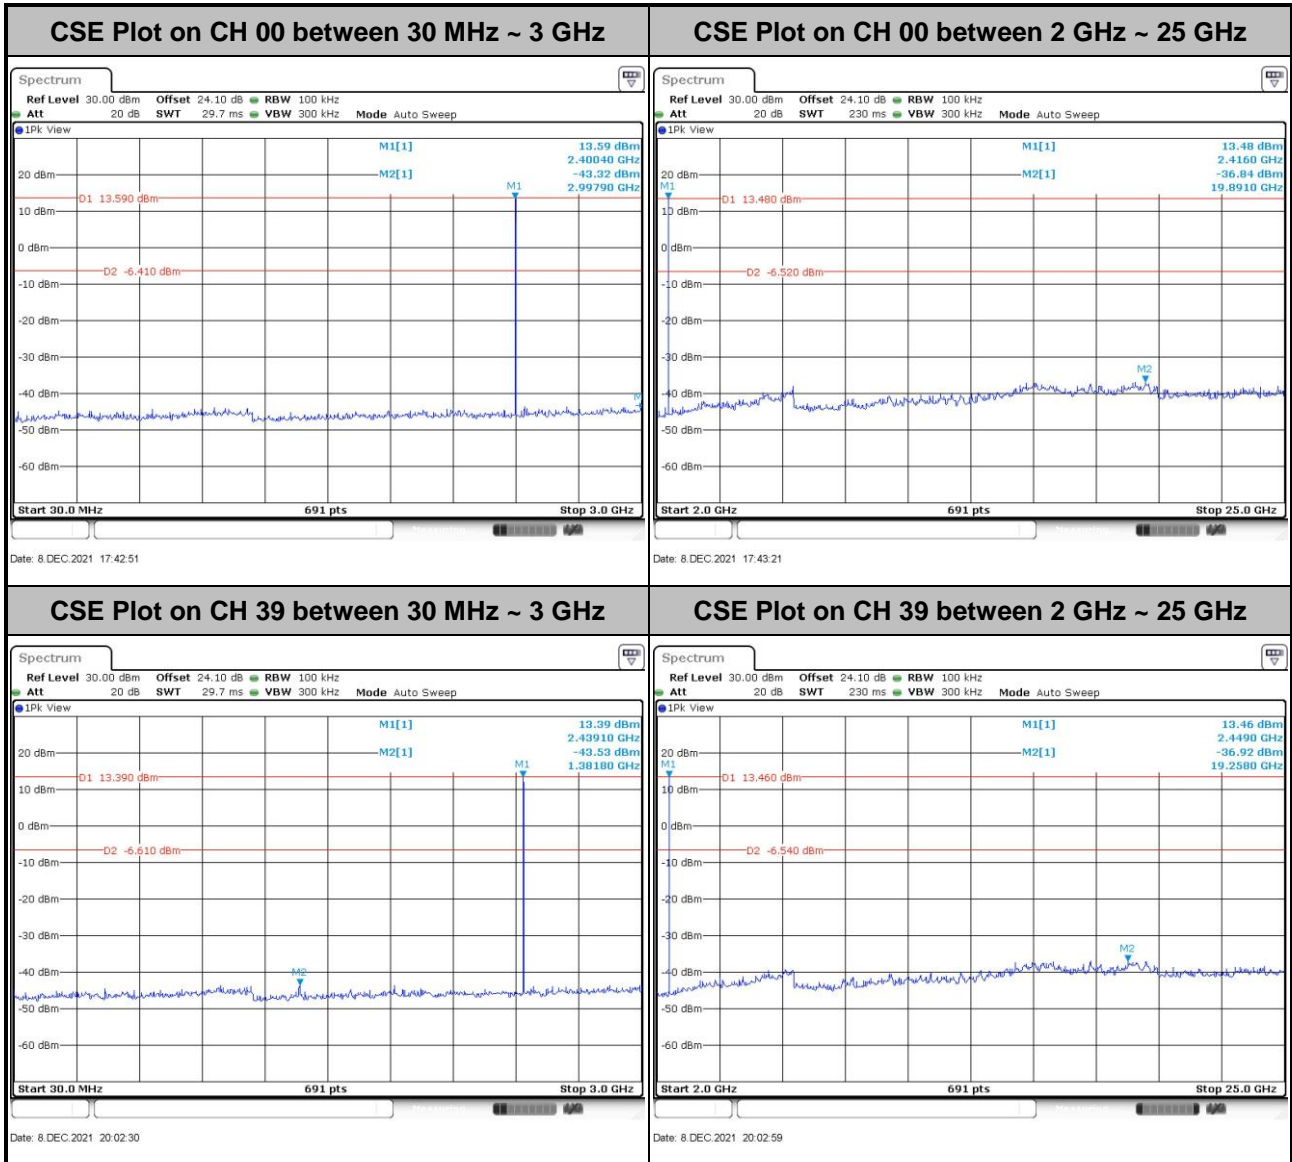 CSE Plot on CH 00 between 30 MHz ~ 3 GHz
Spectrum
Ref Level 30.00 dBm Offset 24.10 dB RBW 100 kHz
Att 20 dB SWT 29.7 ms VBW 300 kHz Mode Auto Sweep
1Pk View
M1[1] 13.59 dBm
2.40040 GHz
20 dBm M2[1] -43.32 dBm
M1 2.99790 GHz
D1 13.590 dBm
10 dBm
0 dBm
D2 -6.410 dBm
-10 dBm
-20 dBm
-30 dBm
-40 dBm
-50 dBm
-60 dBm
Start 30.0 MHz 691 pts Stop 3.0 GHz
Date: 8.DEC.2021 17:42:51
CSE Plot on CH 00 between 2 GHz ~ 25 GHz
Spectrum
Ref Level 30.00 dBm Offset 24.10 dB RBW 100 kHz
Att 20 dB SWT 230 ms VBW 300 kHz Mode Auto Sweep
1Pk View
M1[1] 13.48 dBm
2.4160 GHz
20 dBm M2[1] -36.84 dBm
M1 19.8910 GHz
D1 13.480 dBm
10 dBm
0 dBm
D2 -6.520 dBm
-10 dBm
-20 dBm
-30 dBm
M2
-40 dBm
-50 dBm
-60 dBm
Start 2.0 GHz 691 pts Stop 25.0 GHz
Date: 8.DEC.2021 17:43:21
CSE Plot on CH 39 between 30 MHz ~ 3 GHz
Spectrum
Ref Level 30.00 dBm Offset 24.10 dB RBW 100 kHz
Att 20 dB SWT 29.7 ms VBW 300 kHz Mode Auto Sweep
1Pk View
M1[1] 13.39 dBm
2.43910 GHz
20 dBm M2[1] -43.53 dBm
M1 1.38180 GHz
D1 13.390 dBm
10 dBm
0 dBm
D2 -6.610 dBm
-10 dBm
-20 dBm
-30 dBm
-40 dBm M2
-50 dBm
-60 dBm
Start 30.0 MHz 691 pts Stop 3.0 GHz
Date: 8.DEC.2021 20:02:30
CSE Plot on CH 39 between 2 GHz ~ 25 GHz
Spectrum
Ref Level 30.00 dBm Offset 24.10 dB RBW 100 kHz
Att 20 dB SWT 230 ms VBW 300 kHz Mode Auto Sweep
1Pk View
M1[1] 13.46 dBm
2.4490 GHz
20 dBm M2[1] -36.92 dBm
M1 19.2580 GHz
D1 13.460 dBm
10 dBm
0 dBm
D2 -6.540 dBm
-10 dBm
-20 dBm
-30 dBm
M2
-40 dBm
-50 dBm
-60 dBm
Start 2.0 GHz 691 pts Stop 25.0 GHz
Date: 8.DEC.2021 20:02:59